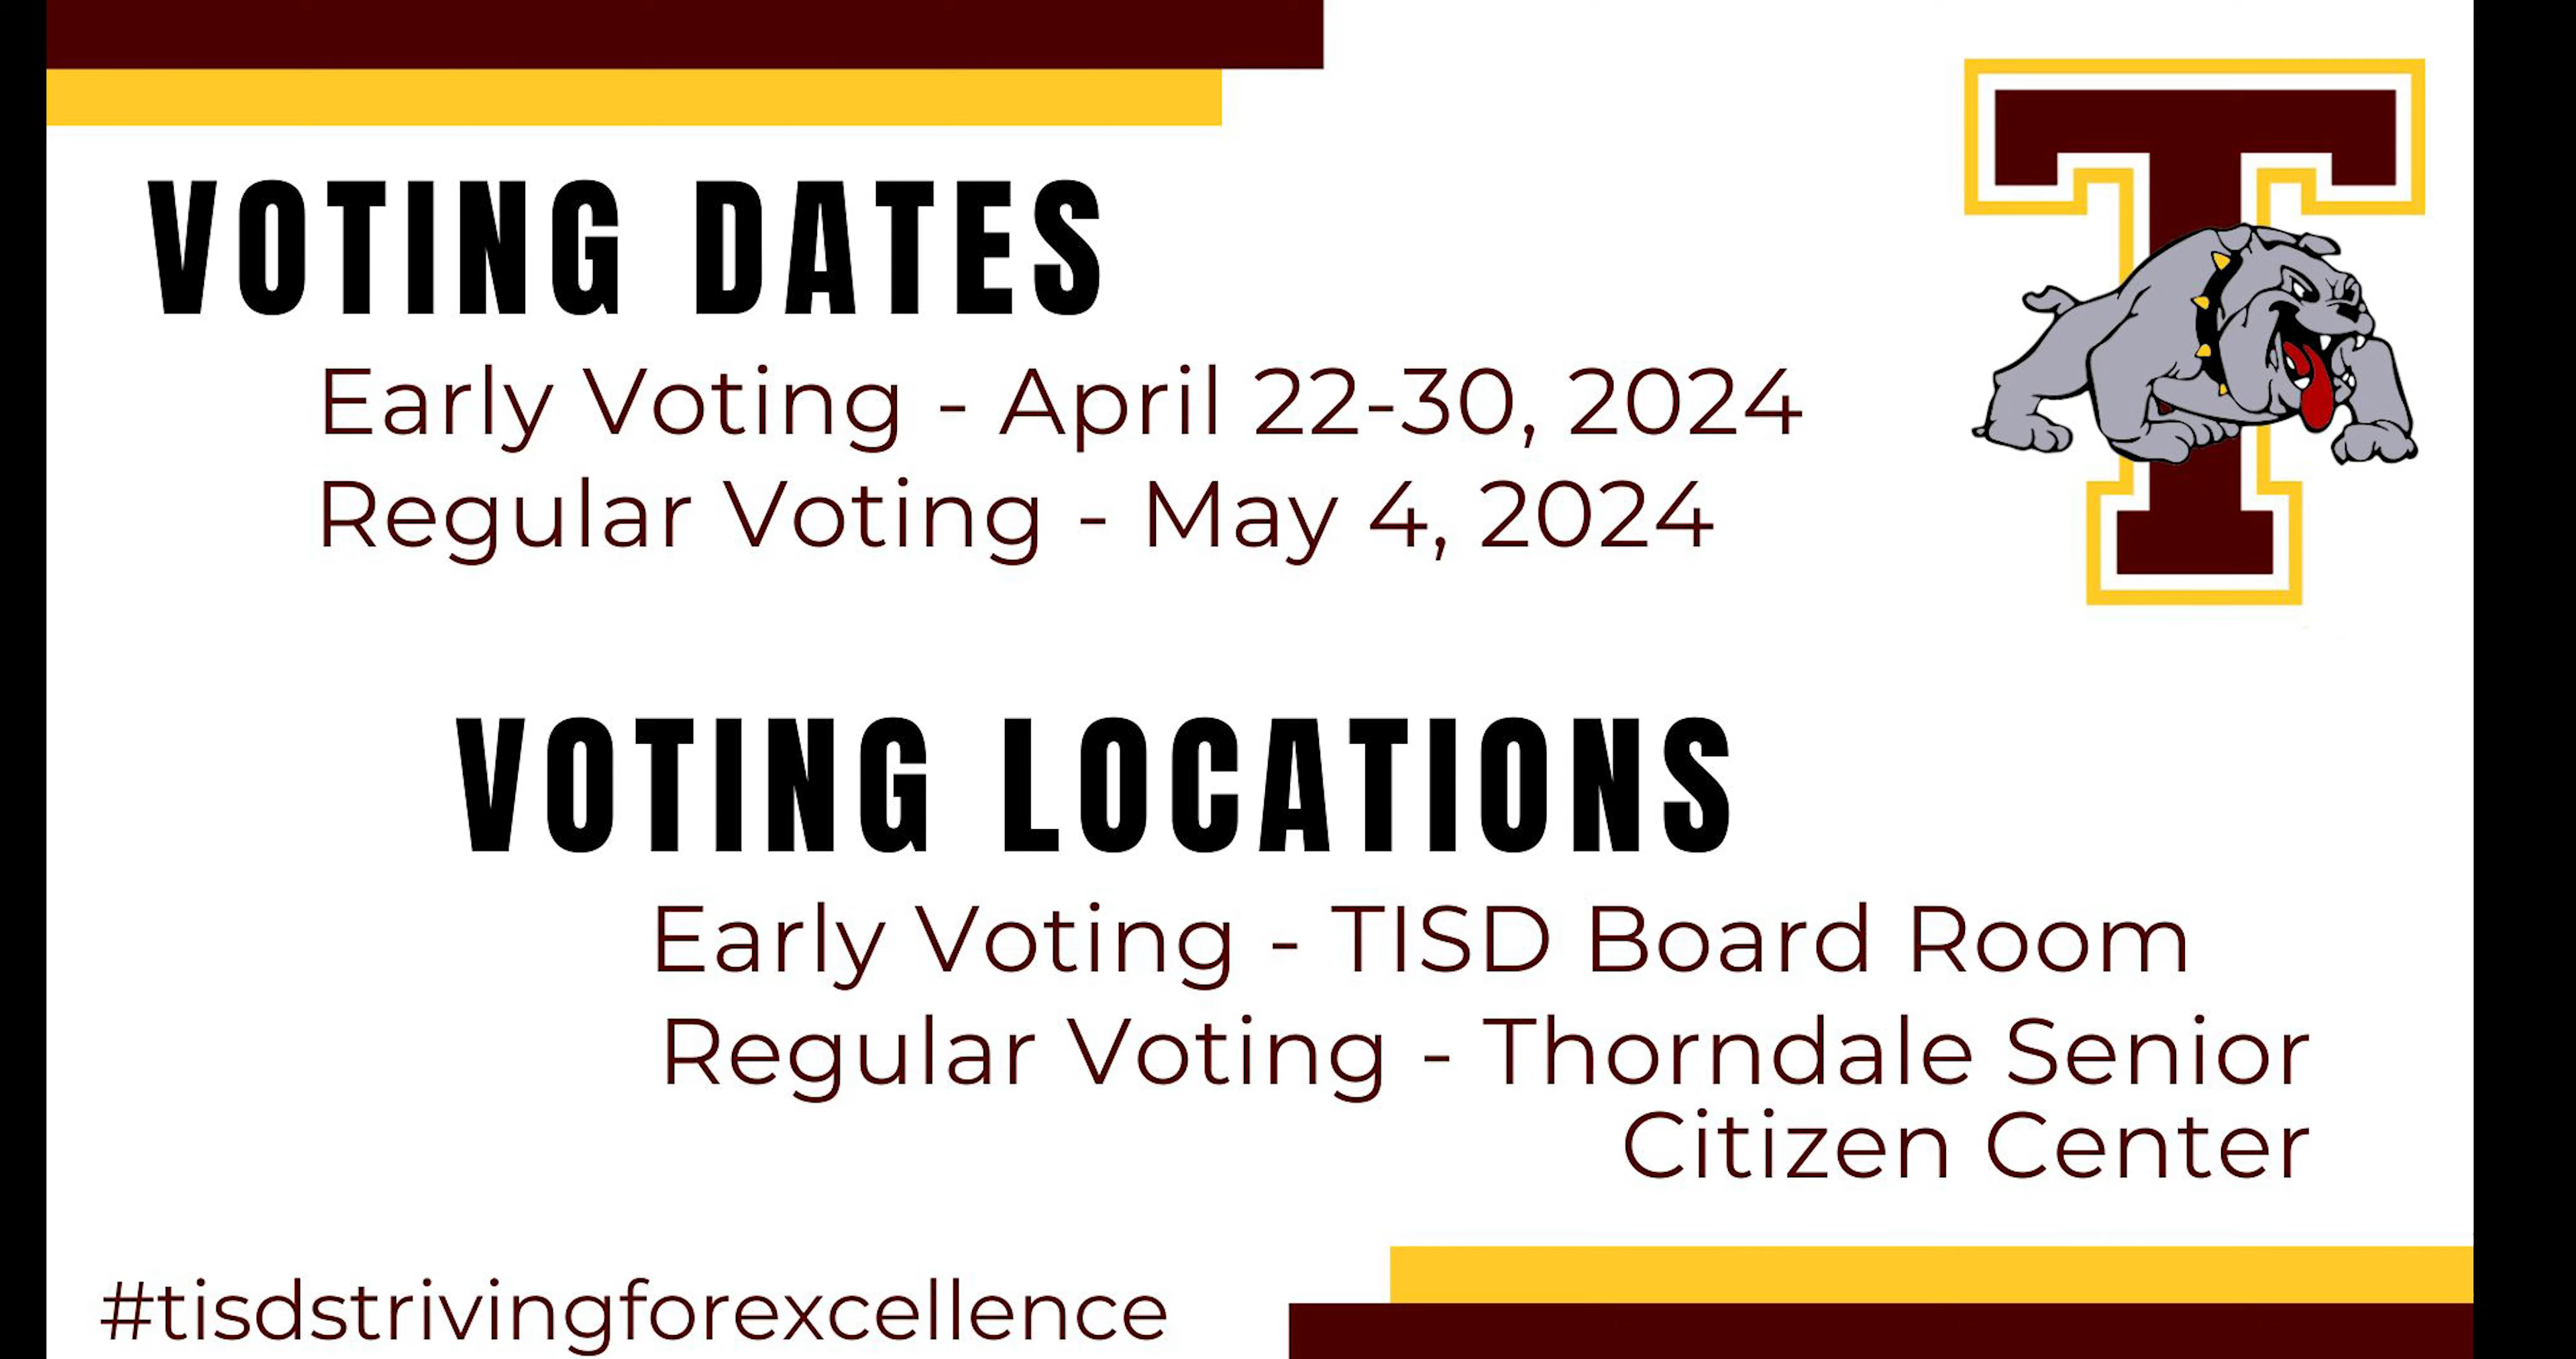 VOTING DATES
Early Voting - April 22-30, 2024
Regular Voting - May 4, 2024
T
VOTING LOCATIONS
Early Voting - TISD Board Room
Regular Voting - Thorndale Senior
Citizen Center
#tisdstrivingforexcellence